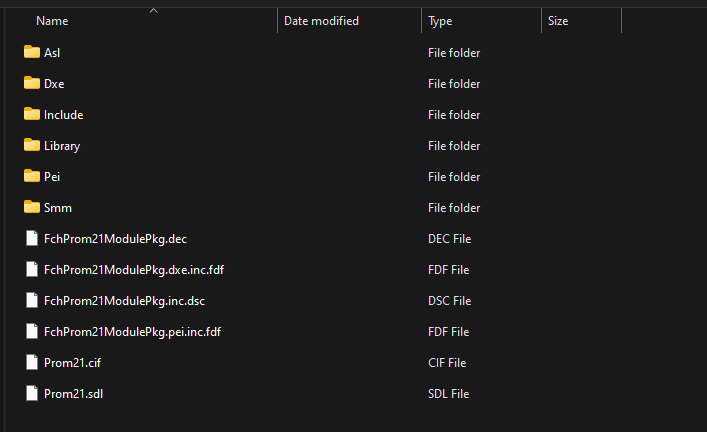 Name Date modified Type Size
Asl File folder
Dxe File folder
Include File folder
Library File folder
Pei File folder
Smm File folder
FchProm21ModulePkg.dec DEC File
FchProm21ModulePkg.dxe.inc.fdf FDF File
FchProm21ModulePkg.inc.dsc DSC File
FchProm21ModulePkg.pei.inc.fdf FDF File
Prom21.cif CIF File
Prom21.sdl SDL File